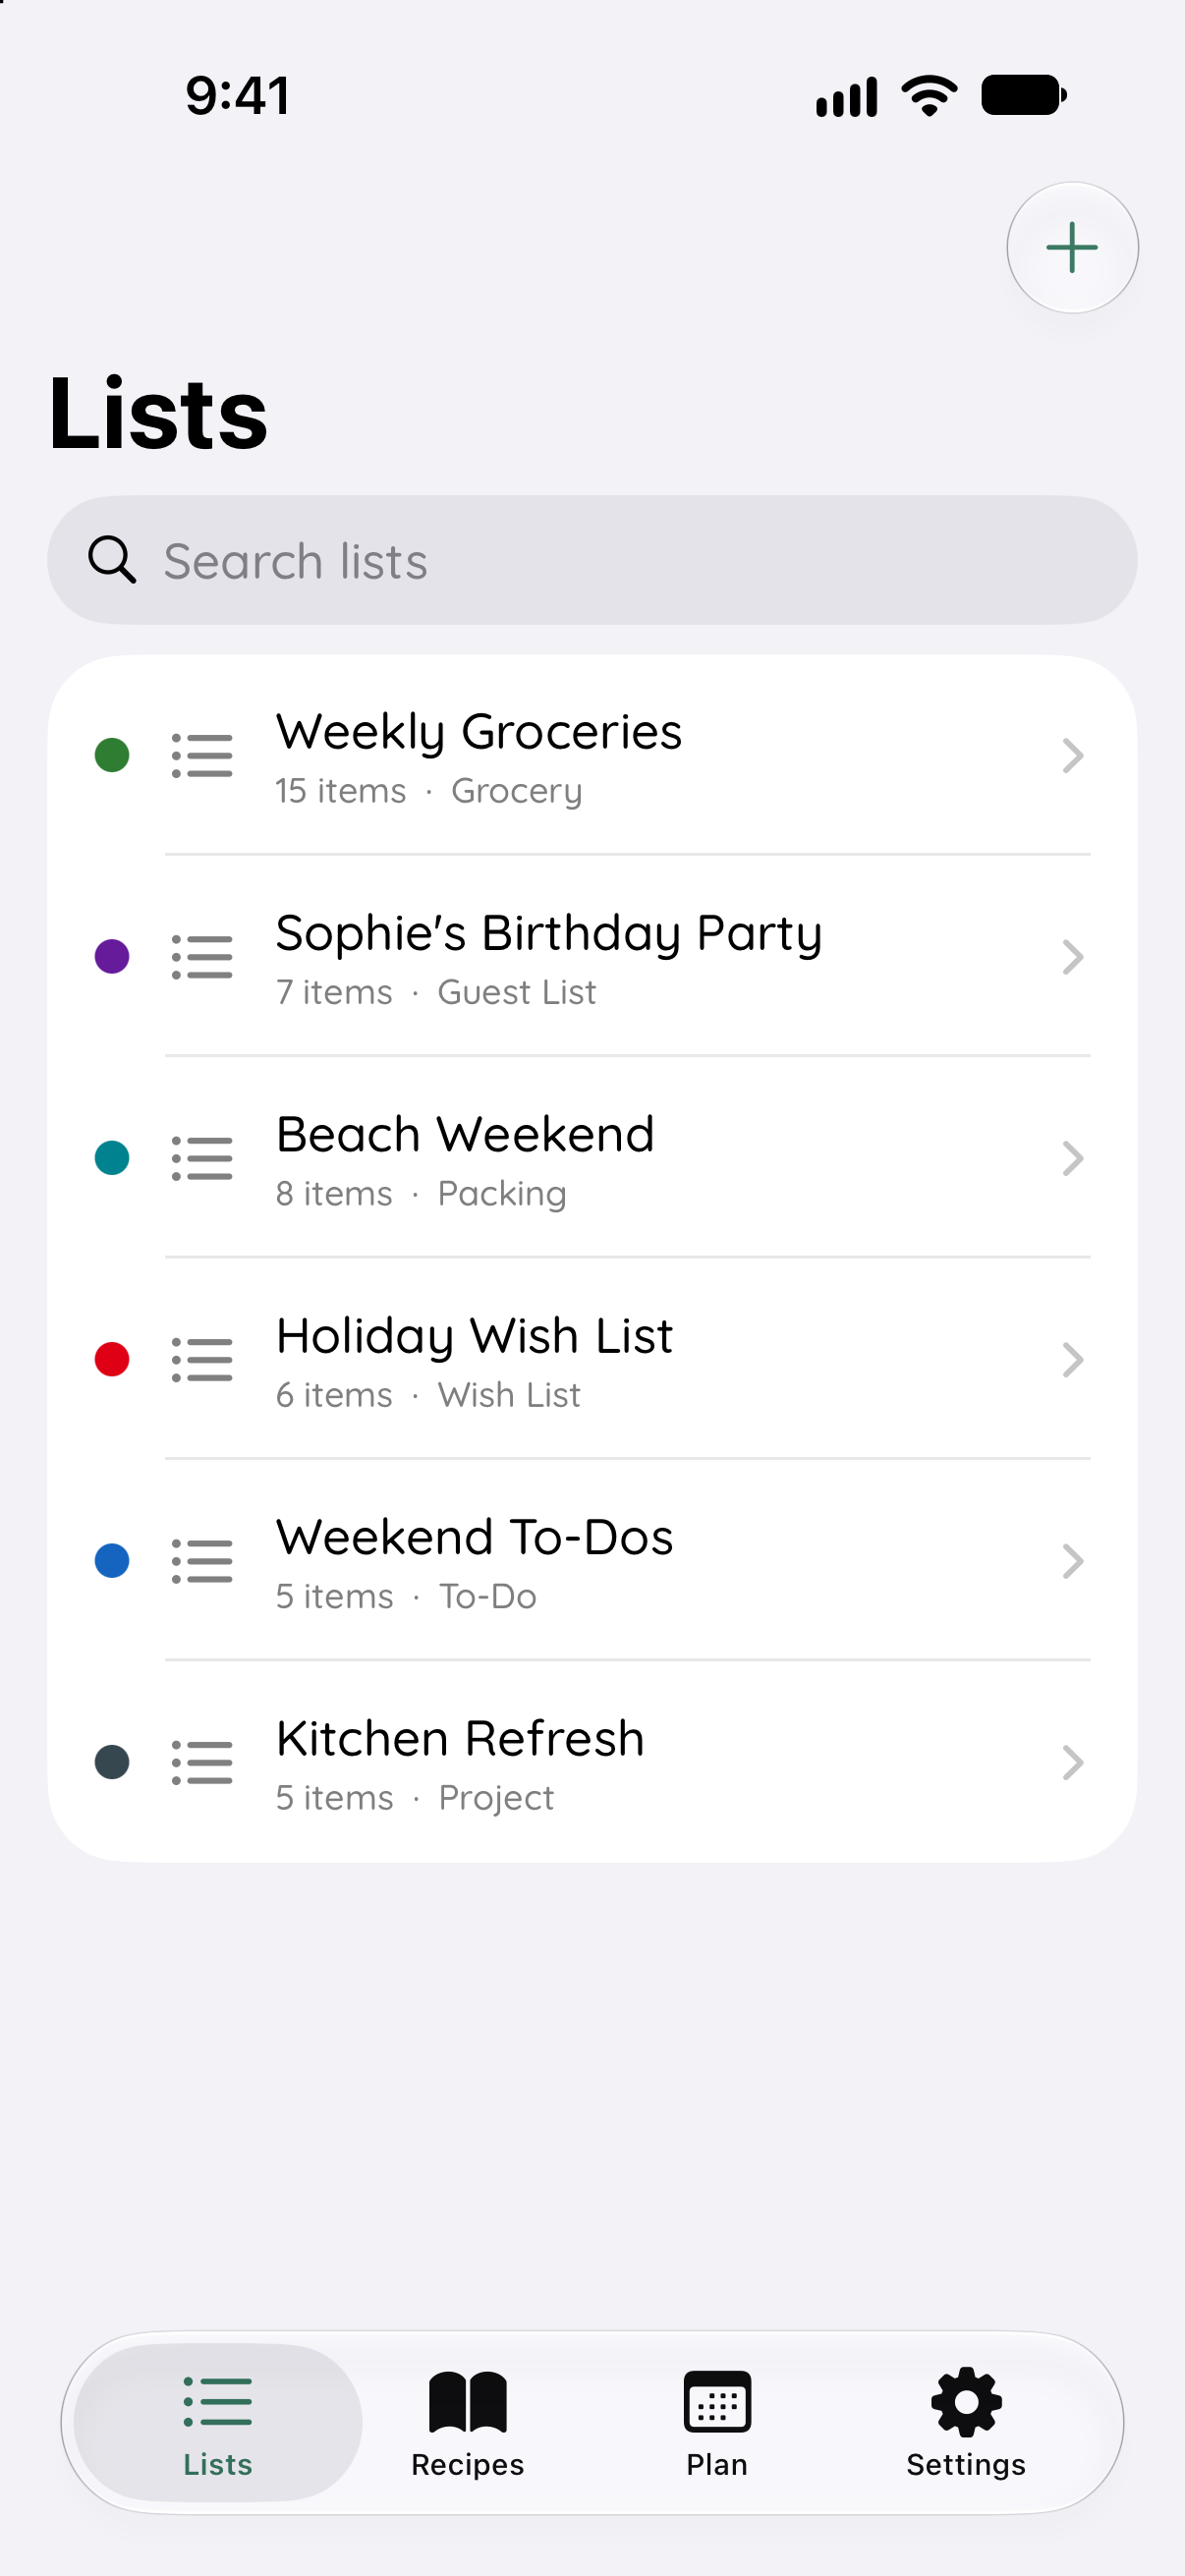 9:41
Lists
Search lists
Weekly Groceries
15 items · Grocery
Sophie's Birthday Party
7 items · Guest List
Beach Weekend
8 items · Packing
Holiday Wish List
6 items · Wish List
Weekend To-Dos
5 items · To-Do
Kitchen Refresh
5 items · Project
Lists Recipes Plan Settings